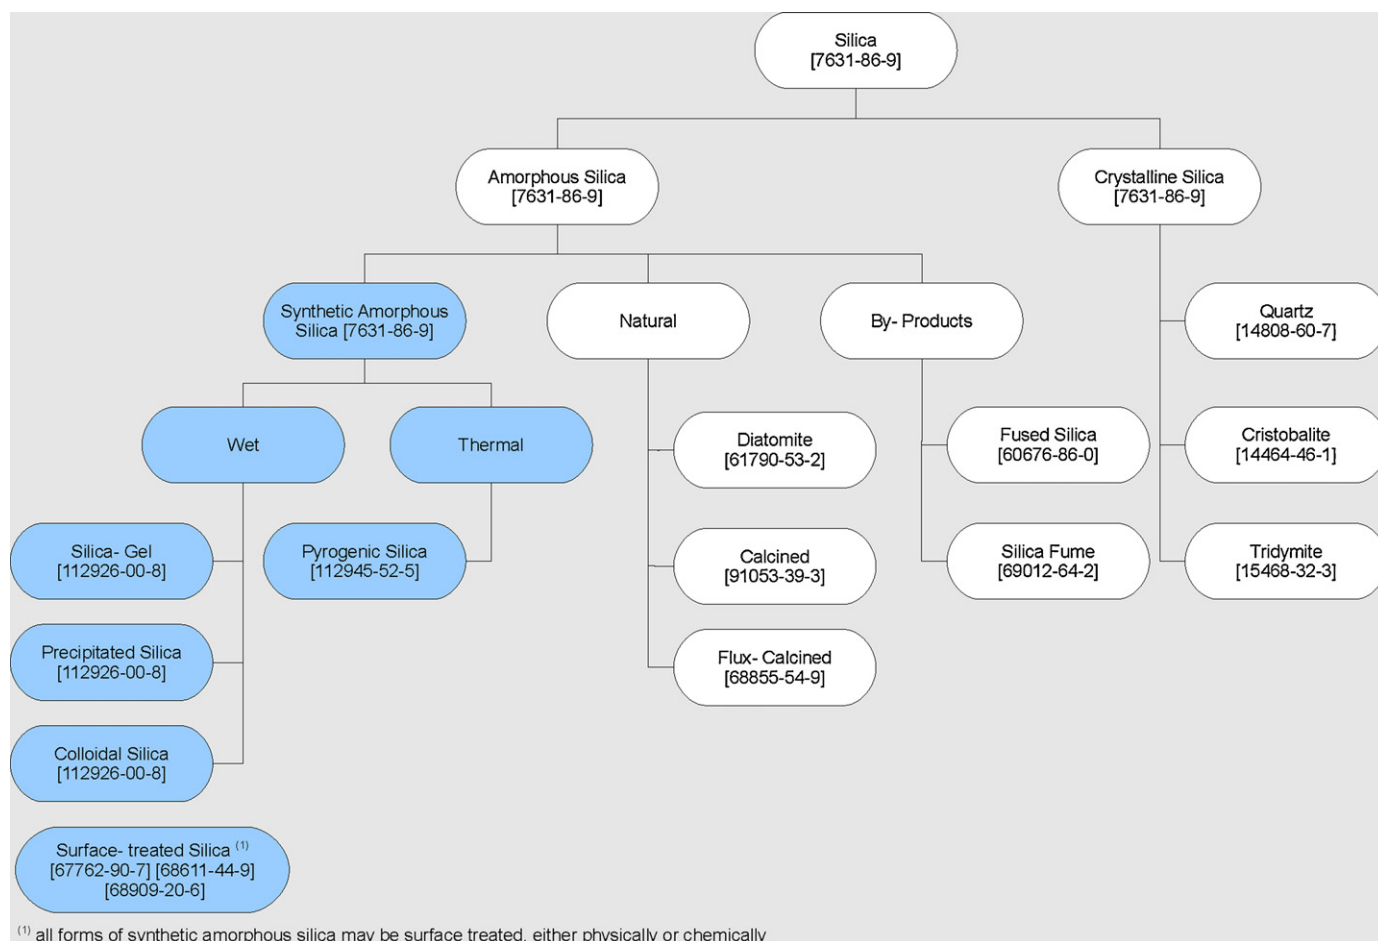 Silica
[7631-86-9]
Amorphous Silica
[7631-86-9]
Crystalline Silica
[7631-86-9]
Synthetic Amorphous
Silica [7631-86-9]
Natural
By- Products
Quartz
[14808-60-7]
Wet
Thermal
Diatomite
[61790-53-2]
Fused Silica
[60676-86-0]
Cristobalite
[14464-46-1]
Silica- Gel
[112926-00-8]
Pyrogenic Silica
[112945-52-5]
Calcined
[91053-39-3]
Silica Fume
[69012-64-2]
Tridymite
[15468-32-3]
Precipitated Silica
[112926-00-8]
Flux- Calcined
[68855-54-9]
Colloidal Silica
[112926-00-8]
Surface- treated Silica (1)
[67762-90-7] [68611-44-9]
[68909-20-6]
(1) all forms of synthetic amorphous silica may be surface treated, either physically or chemically